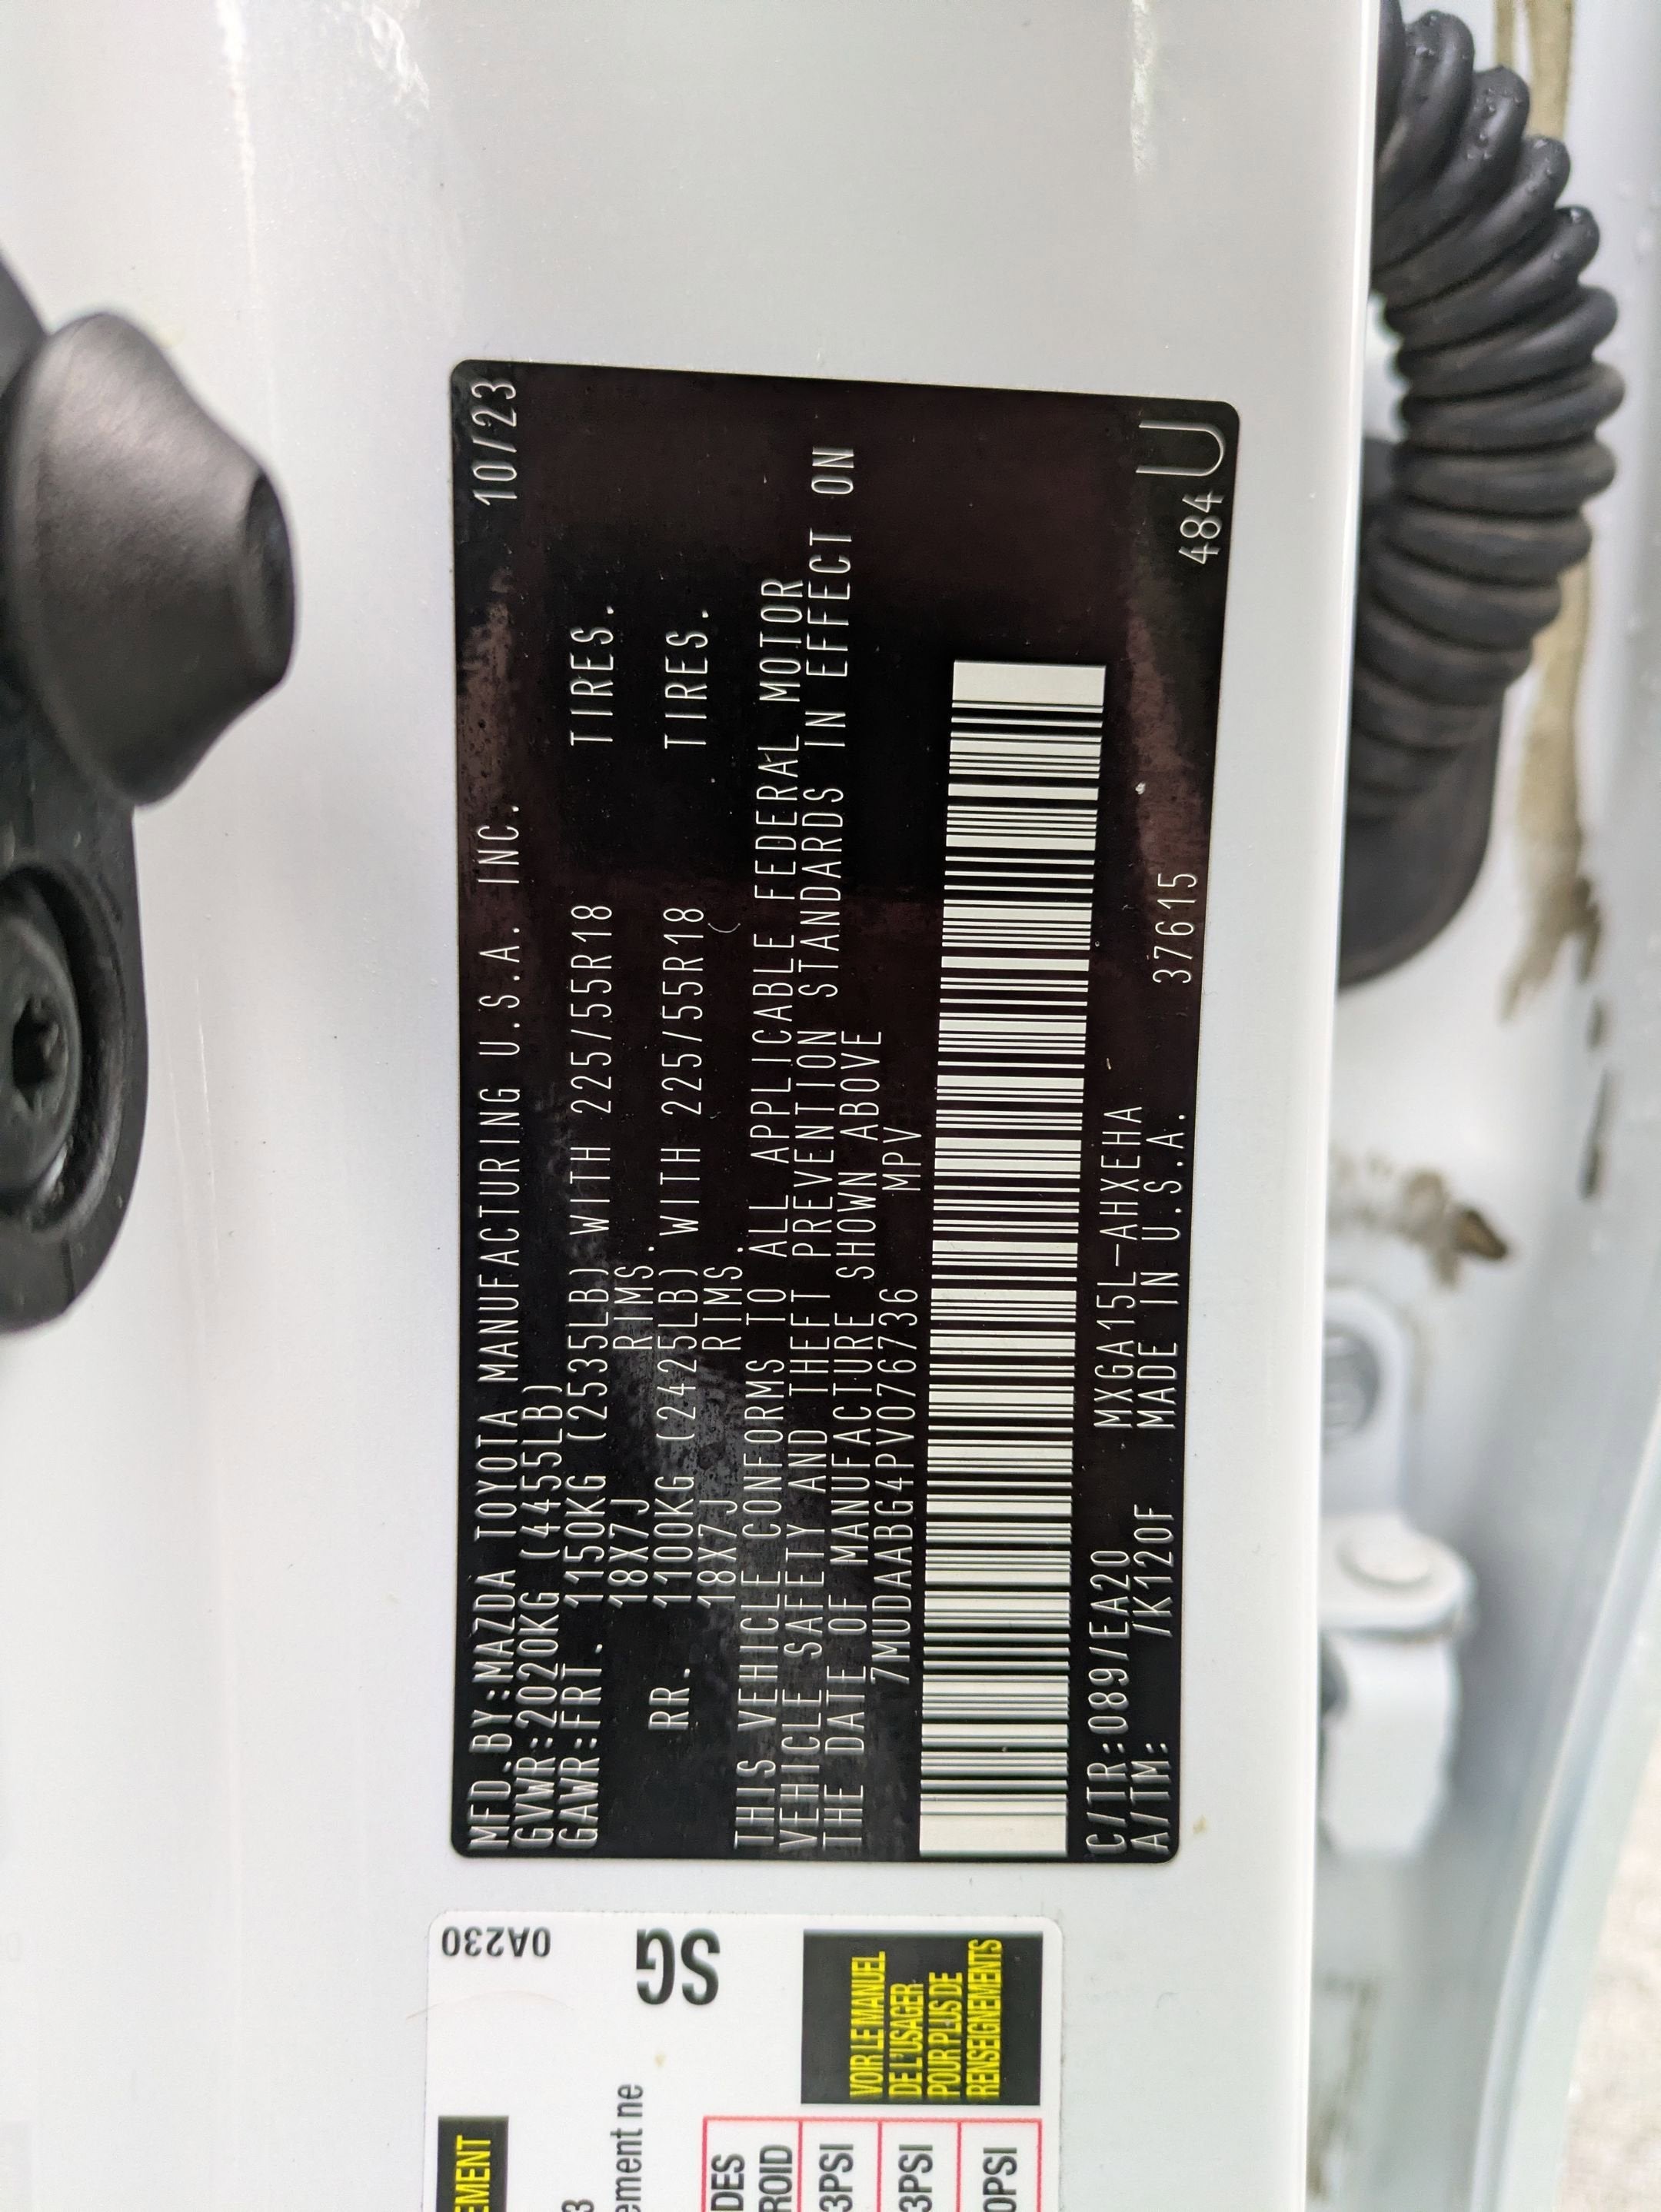 MFD.BY:MAZDA TOYOTA MANUFACTURING U.S.A. INC. 10/23
GVWR:2020KG (4455LB)
GAWR:FRT. 1150KG (2535LB) WITH 225/55R18 TIRES.
18X7J RIMS.
RR. 1100KG (2425LB) WITH 225/55R18 TIRES.
18X7J RIMS.
THIS VEHICLE CONFORMS TO ALL APPLICABLE FEDERAL MOTOR
VEHICLE SAFETY AND THEFT PREVENTION STANDARDS IN EFFECT ON
THE DATE OF MANUFACTURE SHOWN ABOVE
7MUDAABG4PV076736 MPV
C/TR:089/EA20 MXGA15L-AHXEHA
A/TM: /K120F MADE IN U.S.A. 37615 484 U
0A230
SG
VOIR LE MANUEL
DE L'USAGER
POUR PLUS DE
RENSEIGNEMENTS
ne
DES